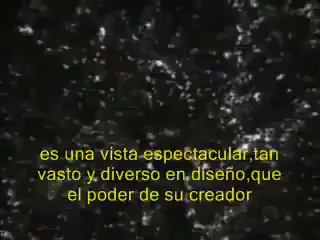 es una vista espectacular,tan
vasto y diverso en diseño,que
el poder de su creador